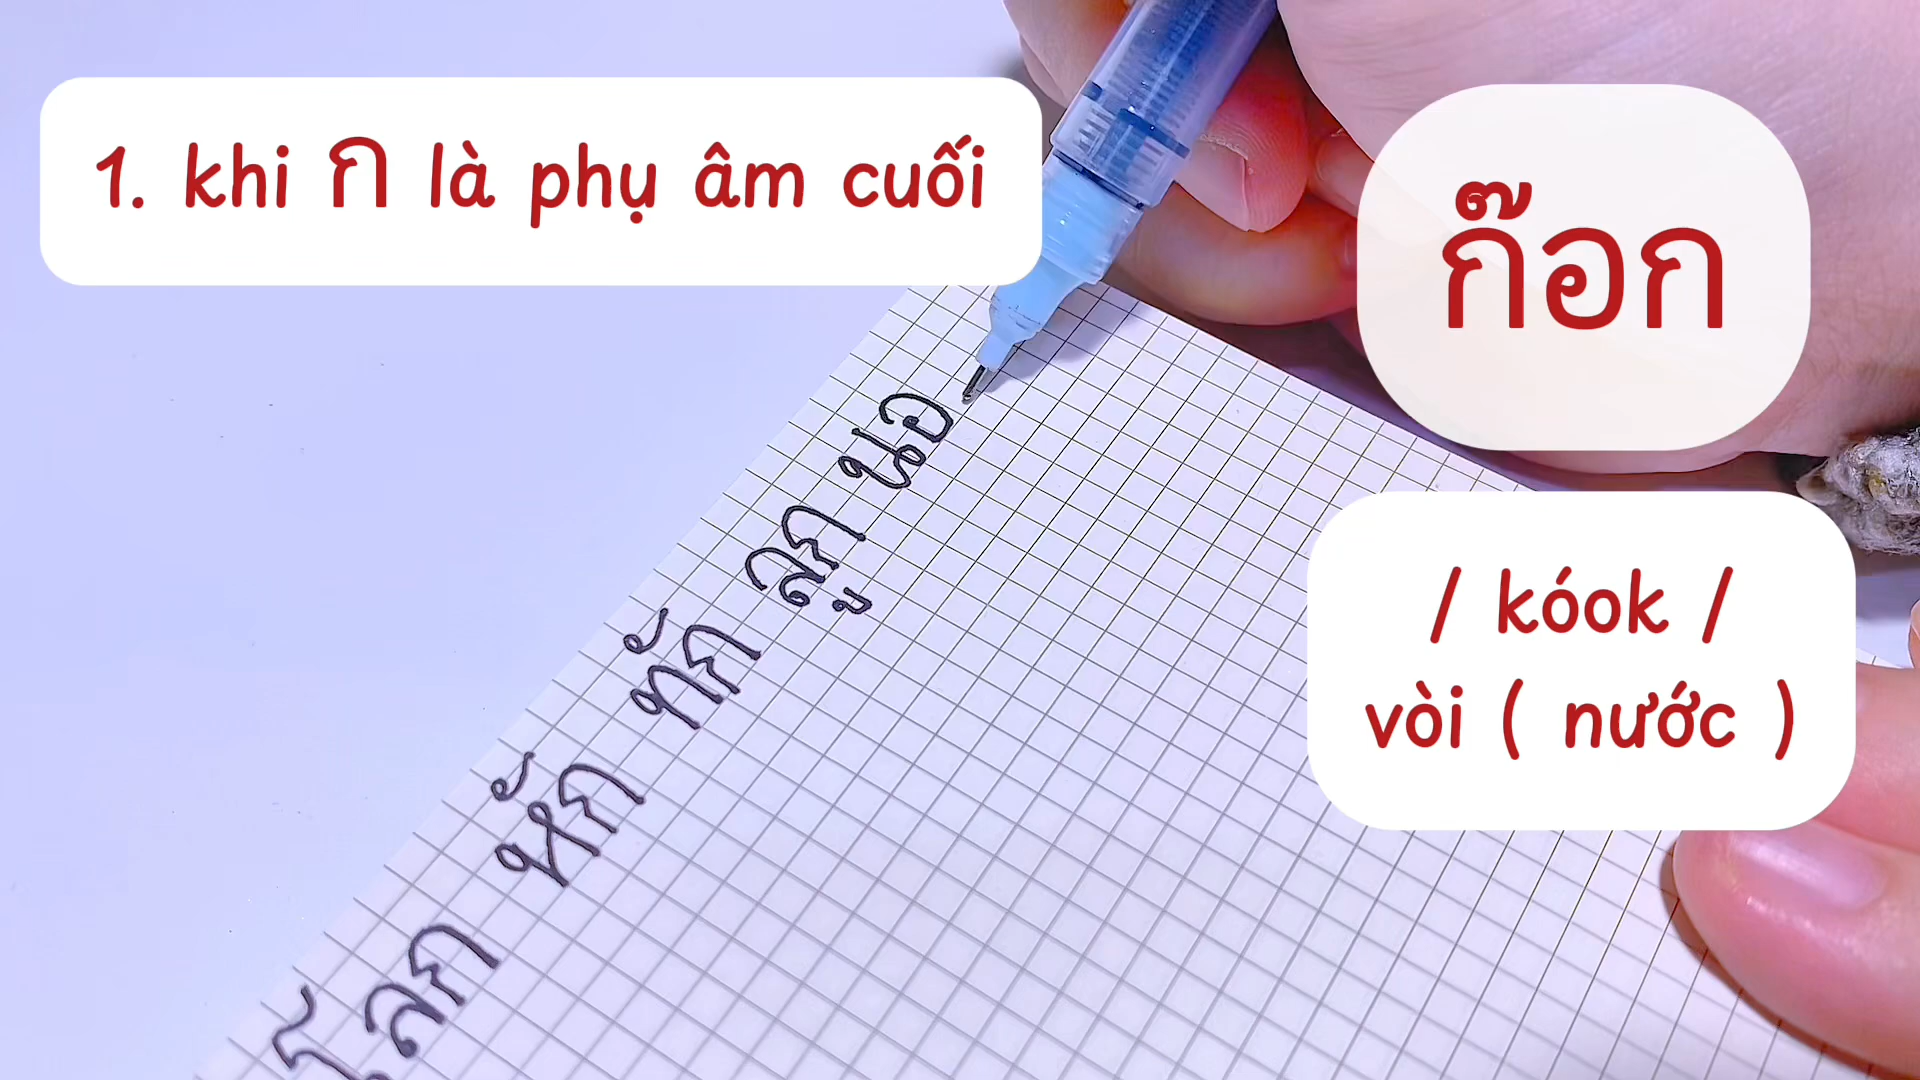 1. khi ก là phụ âm cuối
ก๊อก
/ kóok /
vòi ( nước )
โลก หัก ทัก ลูก นอ